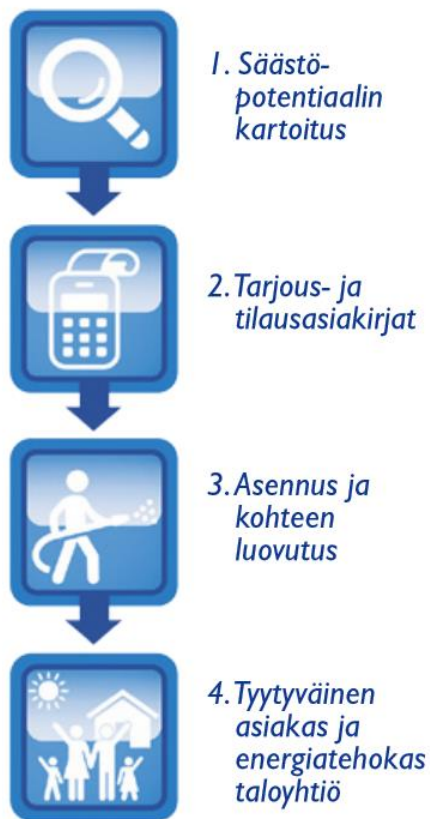 1. Säästö-
potentiaalin
kartoitus
2. Tarjous- ja
tilausasiakirjat
3. Asennus ja
kohteen
luovutus
4. Tyytyväinen
asiakas ja
energiatehokas
taloyhtiö